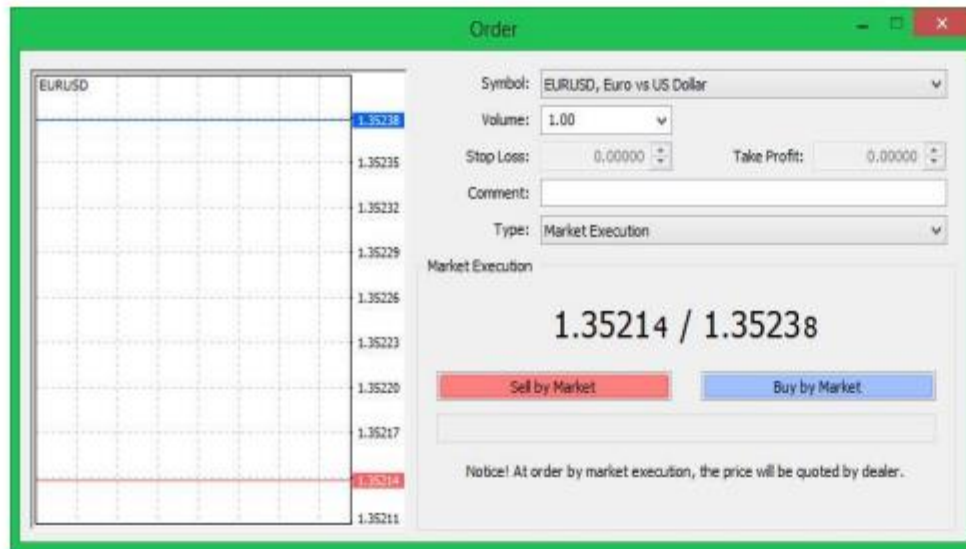 Order
EURUSD
1.35238
1.35235
1.35232
1.35229
1.35226
1.35223
1.35220
1.35217
1.35214
1.35211
Symbol: EURUSD, Euro vs US Dollar
Volume: 1.00
Stop Loss: 0.00000 Take Profit: 0.00000
Comment:
Type: Market Execution
Market Execution
1.35214 / 1.35238
Sell by Market Buy by Market
Notice! At order by market execution, the price will be quoted by dealer.